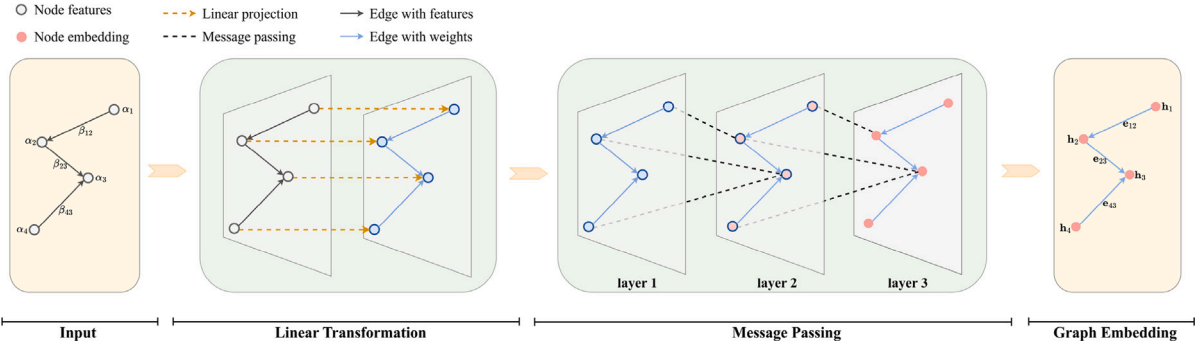 Node features
Linear projection
Edge with features
Node embedding
Message passing
Edge with weights
α₁
β₁₂
α₂
β₂₃
α₃
β₄₃
α₄
layer 1
layer 2
layer 3
h₁
e₁₂
h₂
e₂₃
h₃
e₄₃
h₄
Input
Linear Transformation
Message Passing
Graph Embedding